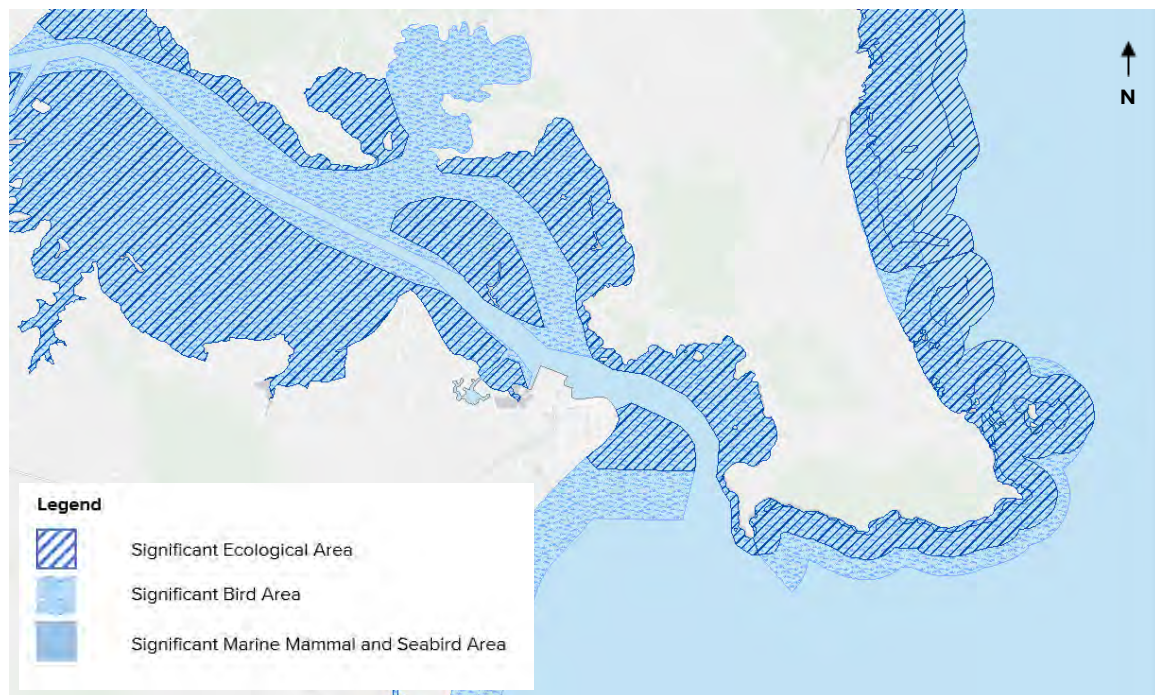 N
Legend
Significant Ecological Area
Significant Bird Area
Significant Marine Mammal and Seabird Area